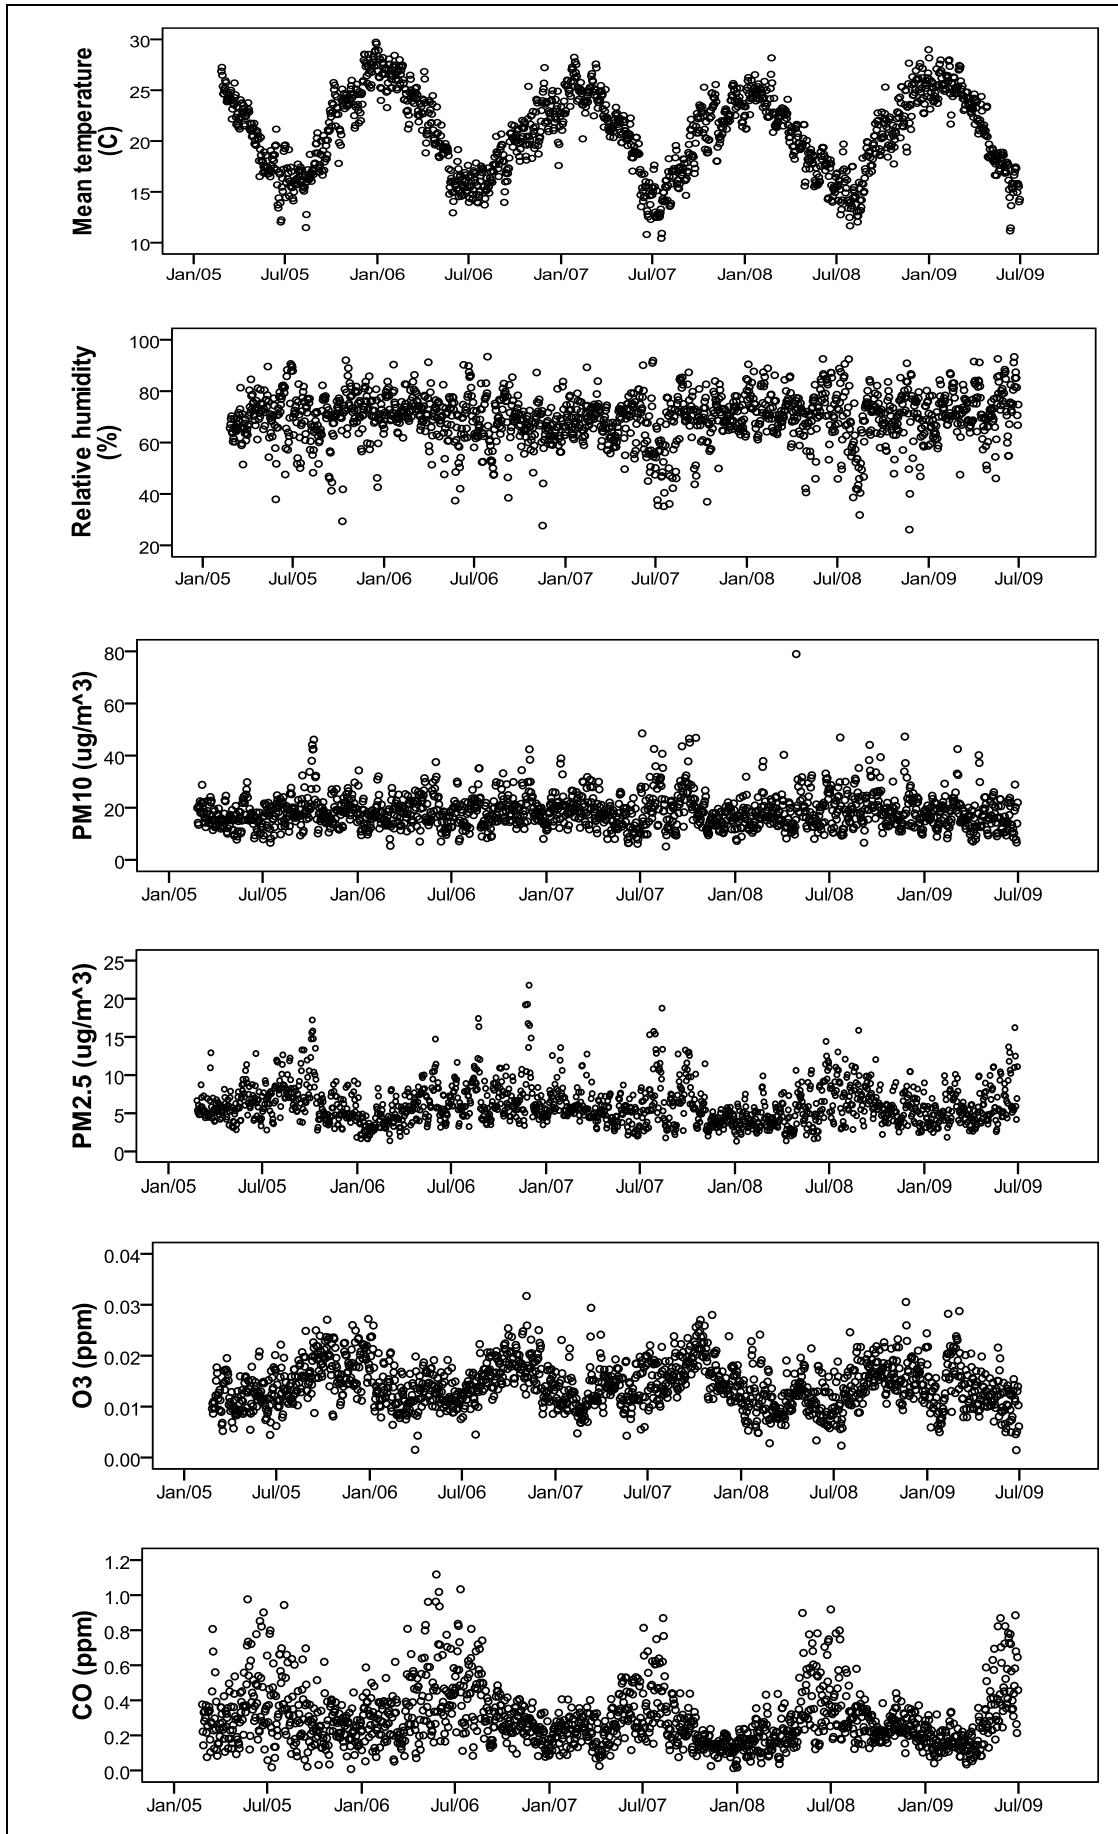 Mean temperature
(C)
30
25
20
15
10
Jan/05 Jul/05 Jan/06 Jul/06 Jan/07 Jul/07 Jan/08 Jul/08 Jan/09 Jul/09
Relative humidity
(%)
100
80
60
40
20
Jan/05 Jul/05 Jan/06 Jul/06 Jan/07 Jul/07 Jan/08 Jul/08 Jan/09 Jul/09
PM10 (ug/m^3)
80
60
40
20
0
Jan/05 Jul/05 Jan/06 Jul/06 Jan/07 Jul/07 Jan/08 Jul/08 Jan/09 Jul/09
PM2.5 (ug/m^3)
25
20
15
10
5
0
Jan/05 Jul/05 Jan/06 Jul/06 Jan/07 Jul/07 Jan/08 Jul/08 Jan/09 Jul/09
O3 (ppm)
0.04
0.03
0.02
0.01
0.00
Jan/05 Jul/05 Jan/06 Jul/06 Jan/07 Jul/07 Jan/08 Jul/08 Jan/09 Jul/09
CO (ppm)
1.2
1.0
0.8
0.6
0.4
0.2
0.0
Jan/05 Jul/05 Jan/06 Jul/06 Jan/07 Jul/07 Jan/08 Jul/08 Jan/09 Jul/09